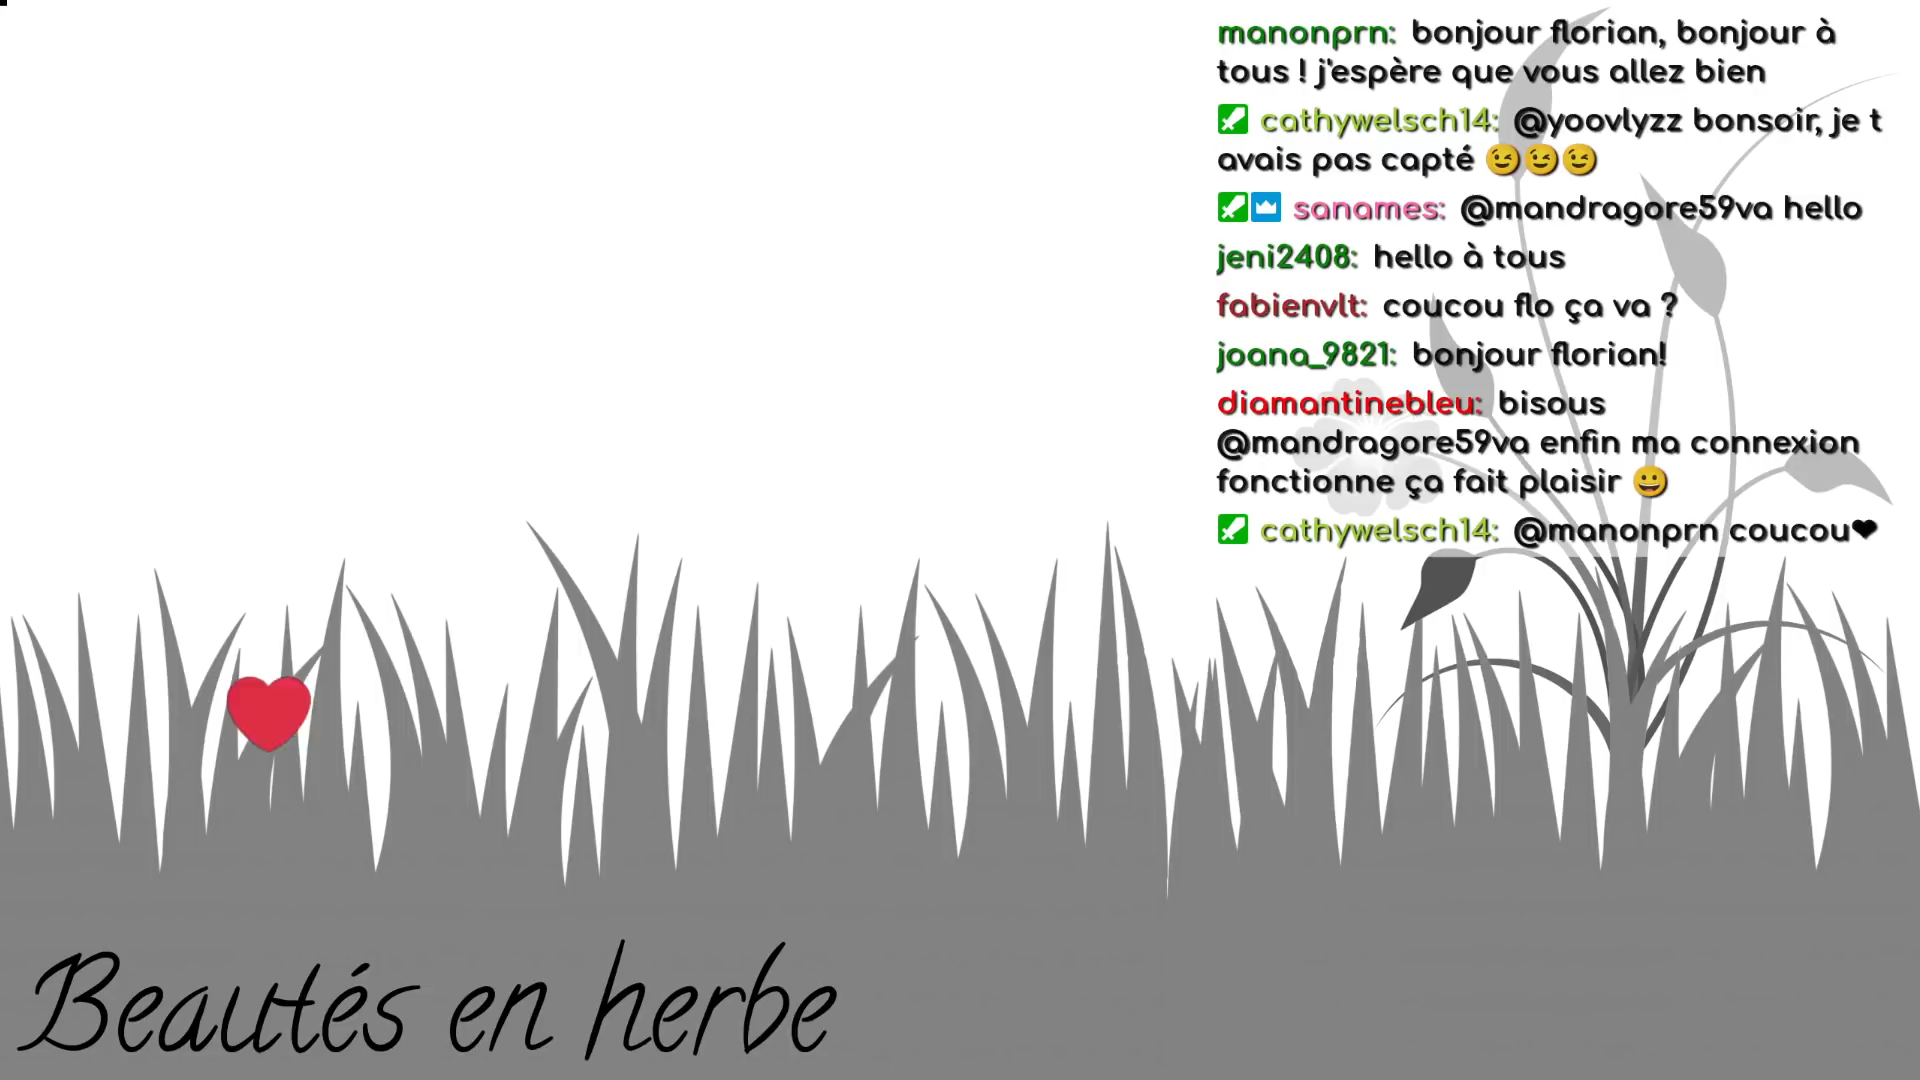 manonprn: bonjour florian, bonjour à
tous ! j'espère que vous allez bien
cathywelsch14: @yoovlyzz bonsoir, je t
avais pas capté 😉😉😉
sanames: @mandragore59va hello
jeni2408: hello à tous
fabienvlt: coucou flo ça va ?
joana_9821: bonjour florian!
diamantinebleu: bisous
@mandragore59va enfin ma connexion
fonctionne ça fait plaisir 😀
cathywelsch14: @manonprn coucou❤
Beautés en herbe